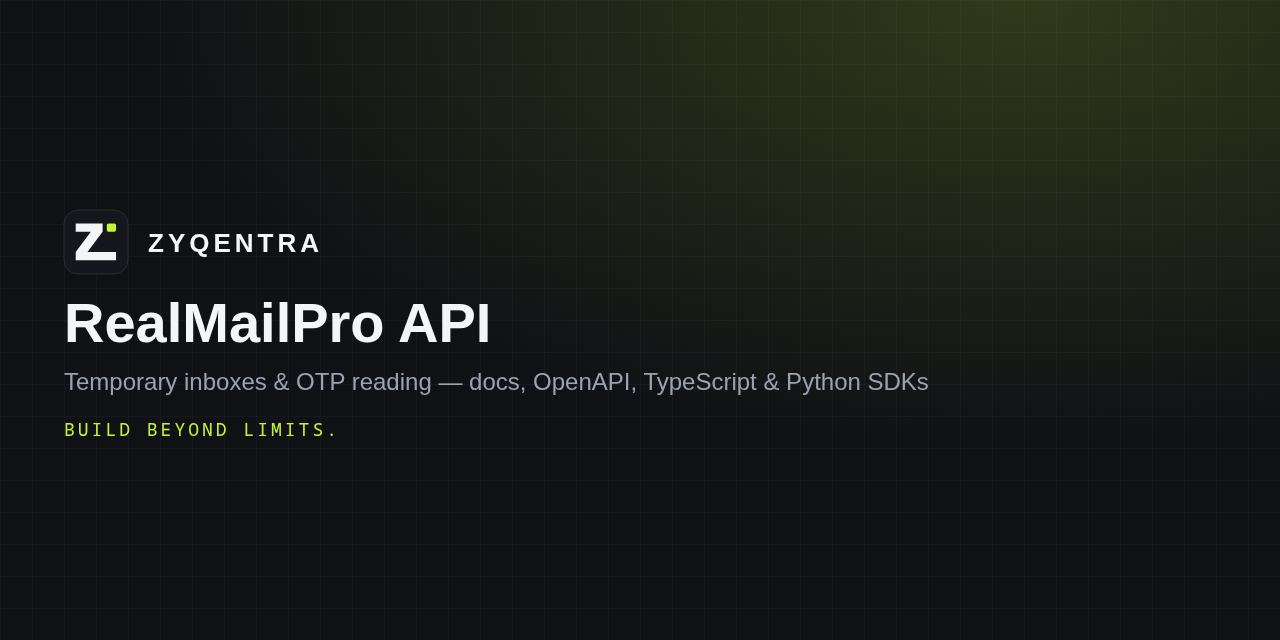 Z
ZYQENTRA
RealMailPro API
Temporary inboxes & OTP reading — docs, OpenAPI, TypeScript & Python SDKs
BUILD BEYOND LIMITS.